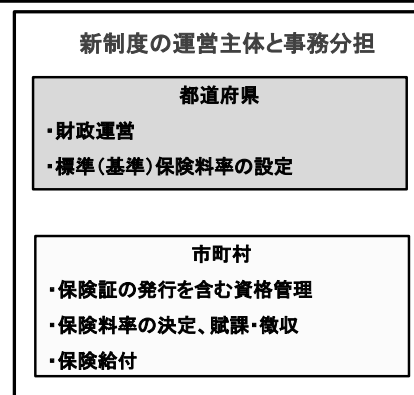 新制度の運営主体と事務分担
都道府県
・財政運営
・標準(基準)保険料率の設定
市町村
・保険証の発行を含む資格管理
・保険料率の決定、賦課・徴収
・保険給付